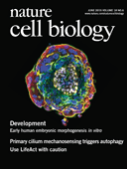 nature
cell biology
Development
Early human embryonic morphogenesis in vitro
Primary cilium mechanosensing triggers autophagy
Use LifeAct with caution